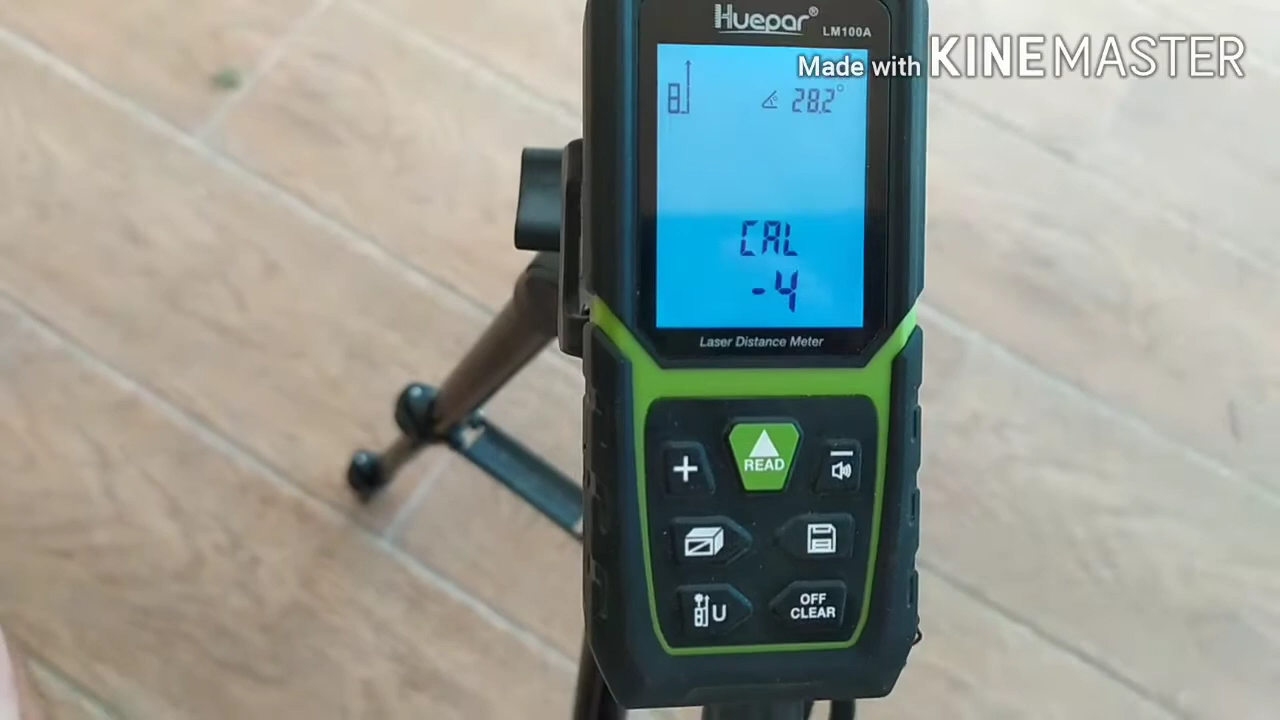 Huepar®
LM100A
Made with KINEMASTER
28.2°
CAL
-4
Laser Distance Meter
+
READ
-
U
OFF
CLEAR